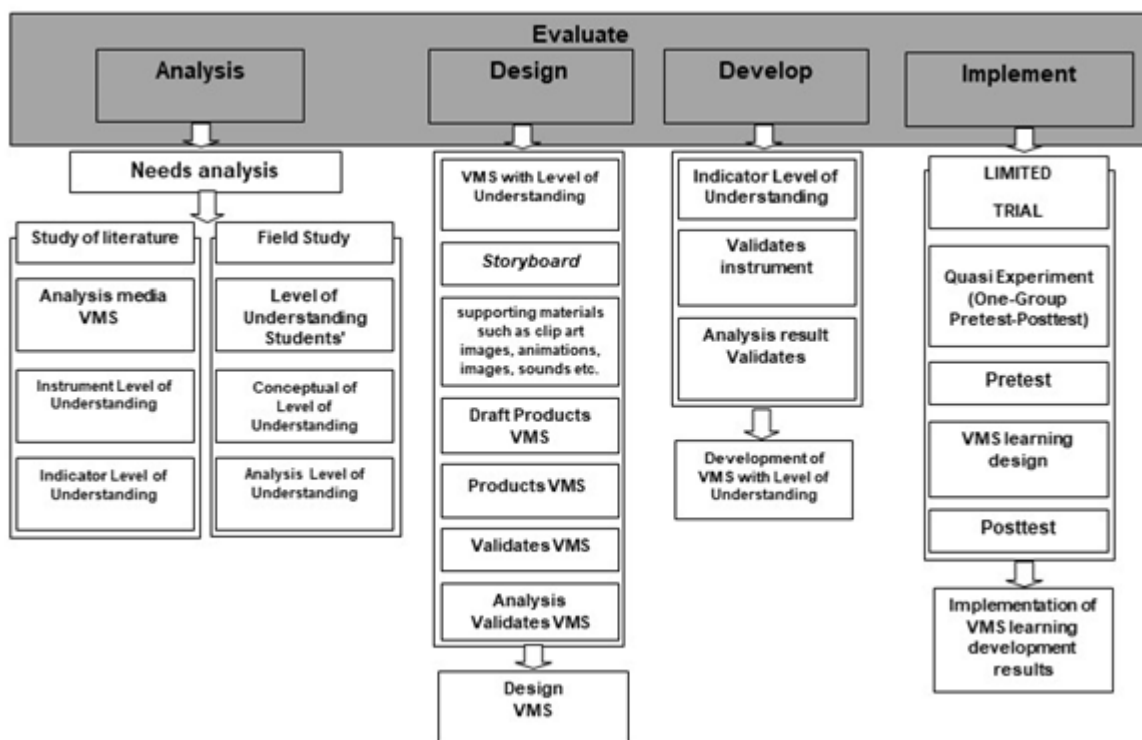 Evaluate
Analysis
Design
Develop
Implement
Needs analysis
Study of literature
Analysis media
VMS
Instrument Level of
Understanding
Indicator Level of
Understanding
Field Study
Level of
Understanding
Students'
Conceptual of
Level of
Understanding
Analysis Level of
Understanding
VMS with Level of
Understanding
Storyboard
supporting materials
such as clip art
images, animations,
images, sounds etc.
Draft Products
VMS
Products VMS
Validates VMS
Analysis
Validates VMS
Design
VMS
Indicator Level of
Understanding
Validates
instrument
Analysis result
Validates
Development of
VMS with Level of
Understanding
LIMITED
TRIAL
Quasi Experiment
(One-Group
Pretest-Posttest)
Pretest
VMS learning
design
Posttest
Implementation of
VMS learning
development
results